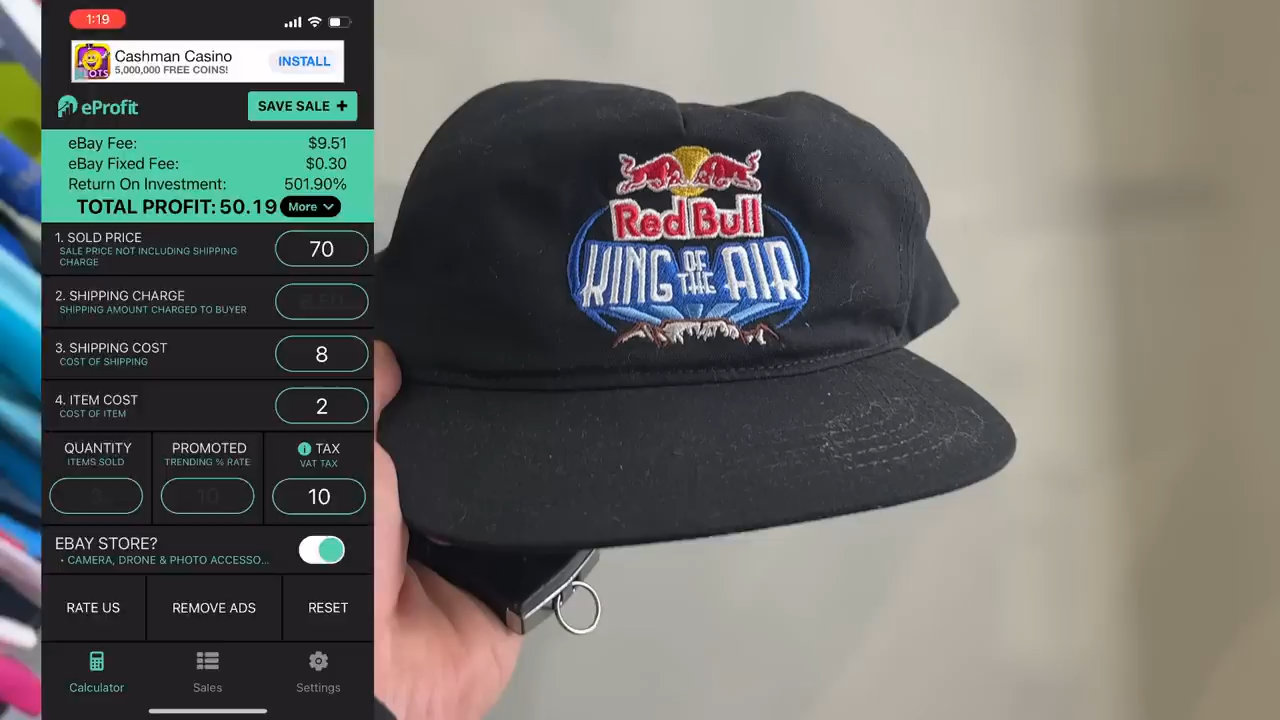 1:19
Cashman Casino
5,000,000 FREE COINS!
INSTALL
LOTS
eProfit
SAVE SALE +
eBay Fee: $9.51
eBay Fixed Fee: $0.30
Return On Investment: 501.90%
TOTAL PROFIT: 50.19 More
1. SOLD PRICE
SALE PRICE NOT INCLUDING SHIPPING
CHARGE
70
2. SHIPPING CHARGE
SHIPPING AMOUNT CHARGED TO BUYER
3. SHIPPING COST
COST OF SHIPPING
8
4. ITEM COST
COST OF ITEM
2
QUANTITY
ITEMS SOLD
PROMOTED
TRENDING % RATE
10
TAX
VAT TAX
10
EBAY STORE?
• CAMERA, DRONE & PHOTO ACCESSO...
RATE US
REMOVE ADS
RESET
Calculator
Sales
Settings
Red Bull
KING OF THE AIR